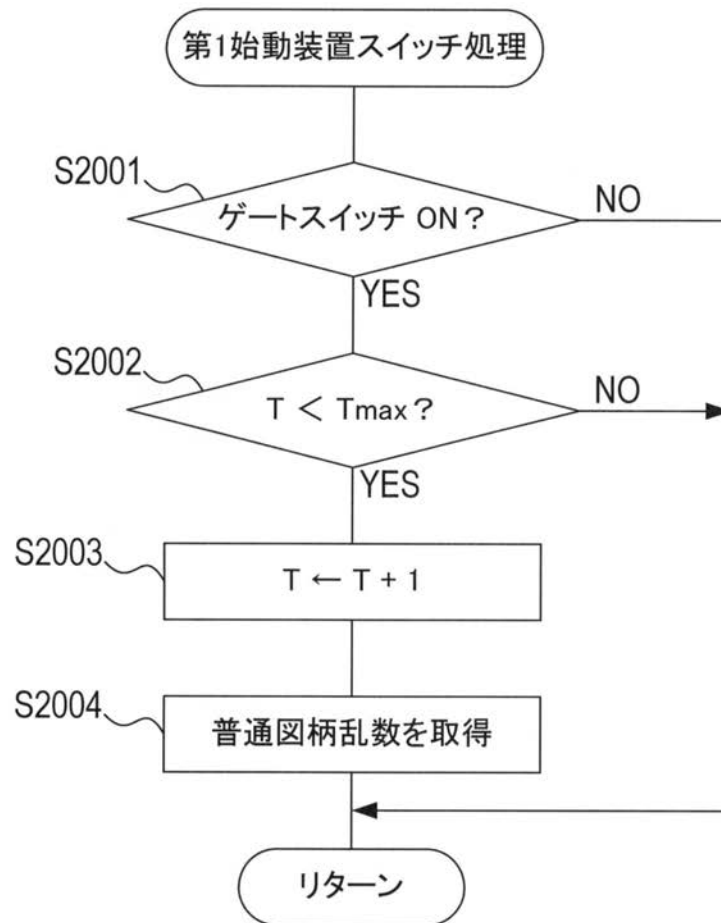 第1始動装置スイッチ処理
S2001
ゲートスイッチ ON？
NO
YES
S2002
T ＜ Tmax？
NO
YES
S2003
T ← T + 1
S2004
普通図柄乱数を取得
リターン